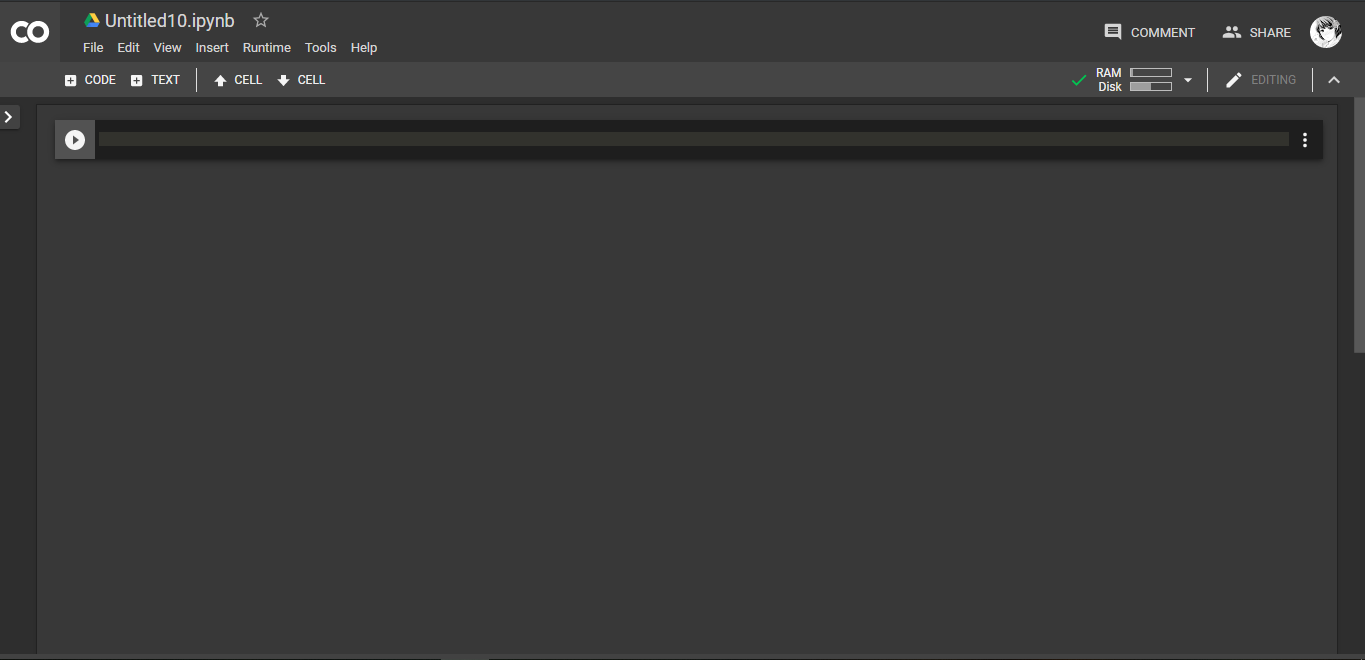 CO
Untitled10.ipynb
File Edit View Insert Runtime Tools Help
COMMENT SHARE
CODE TEXT CELL CELL
RAM
Disk
EDITING